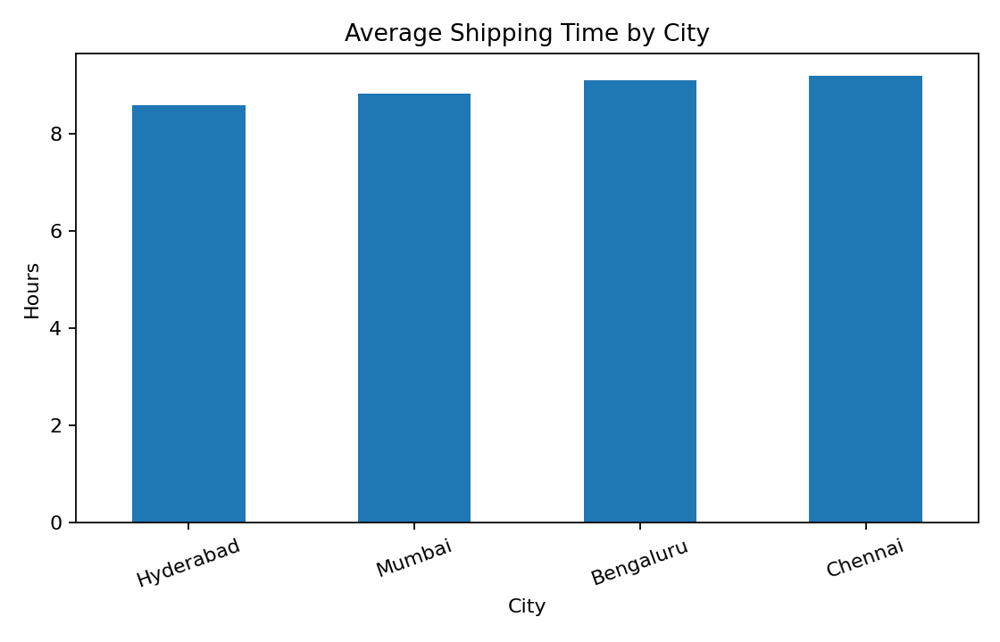 Average Shipping Time by City
Hours
8
6
4
2
0
Hyderabad
Mumbai
Bengaluru
Chennai
City